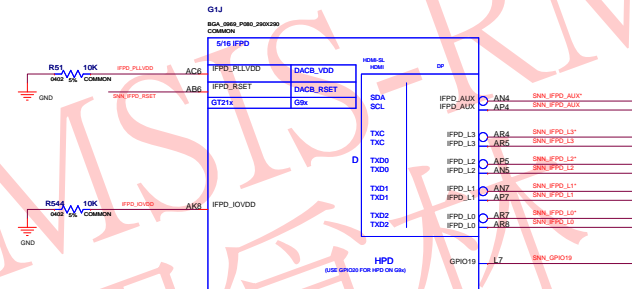 G1J
BGA_0969_P080_290X290
COMMON
5/16 IFPD
R51 10K
0402 5% COMMON
GND
IFPD_PLLVDD
AC6
IFPD_PLLVDD
DACB_VDD
SNN_IFPD_RSET
AB6
IFPD_RSET
DACB_RSET
GT21x
G9x
HDMI-SL
HDMI
DP
SDA
SCL
IFPD_AUX AN4 SNN_IFPD_AUX*
IFPD_AUX AP4 SNN_IFPD_AUX
TXC
TXC
IFPD_L3 AR4 SNN_IFPD_L3*
IFPD_L3 AR5 SNN_IFPD_L3
D
TXD0
TXD0
IFPD_L2 AP5 SNN_IFPD_L2*
IFPD_L2 AN5 SNN_IFPD_L2
TXD1
TXD1
IFPD_L1 AN7 SNN_IFPD_L1*
IFPD_L1 AP7 SNN_IFPD_L1
R544 10K
0402 5% COMMON
GND
IFPD_IOVDD
AK8
IFPD_IOVDD
TXD2
TXD2
IFPD_L0 AR7 SNN_IFPD_L0*
IFPD_L0 AR8 SNN_IFPD_L0
HPD
(USE GPIO20 FOR HPD ON G9x)
GPIO19 L7 SNN_GPIO19